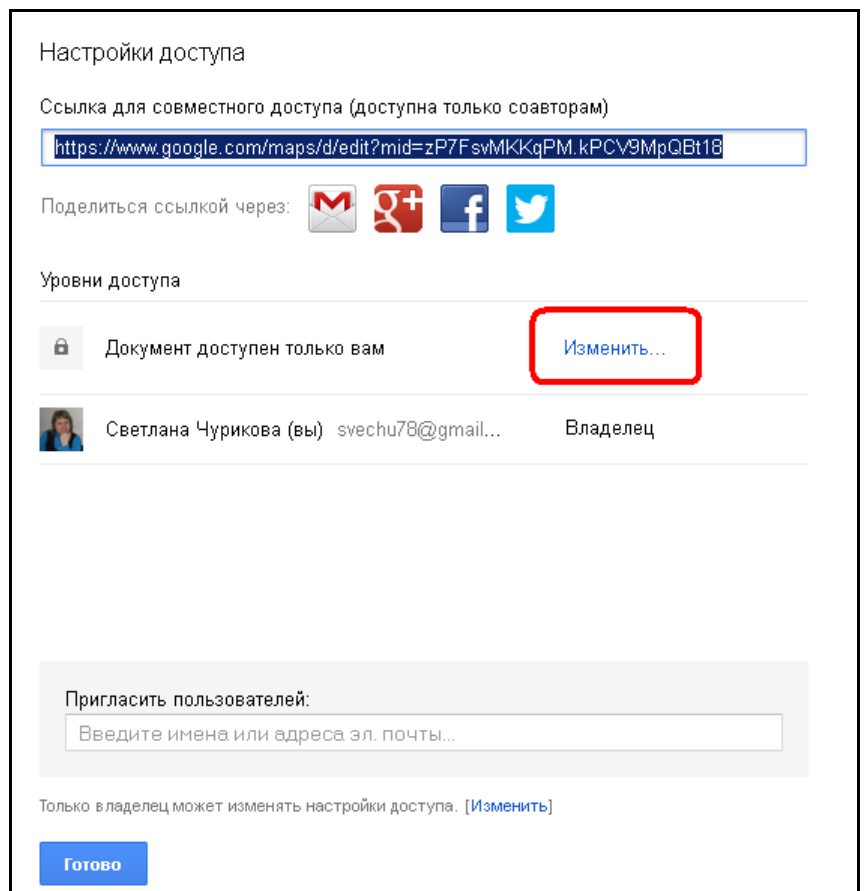 Настройки доступа
Ссылка для совместного доступа (доступна только соавторам)
https://www.google.com/maps/d/edit?mid=zP7FsvMKKqPM.kPCV9MpQBt18
Поделиться ссылкой через:
Уровни доступа
Документ доступен только вам Изменить...
Светлана Чурикова (вы) svechu78@gmail... Владелец
Пригласить пользователей:
Введите имена или адреса эл. почты...
Только владелец может изменять настройки доступа. [Изменить]
Готово